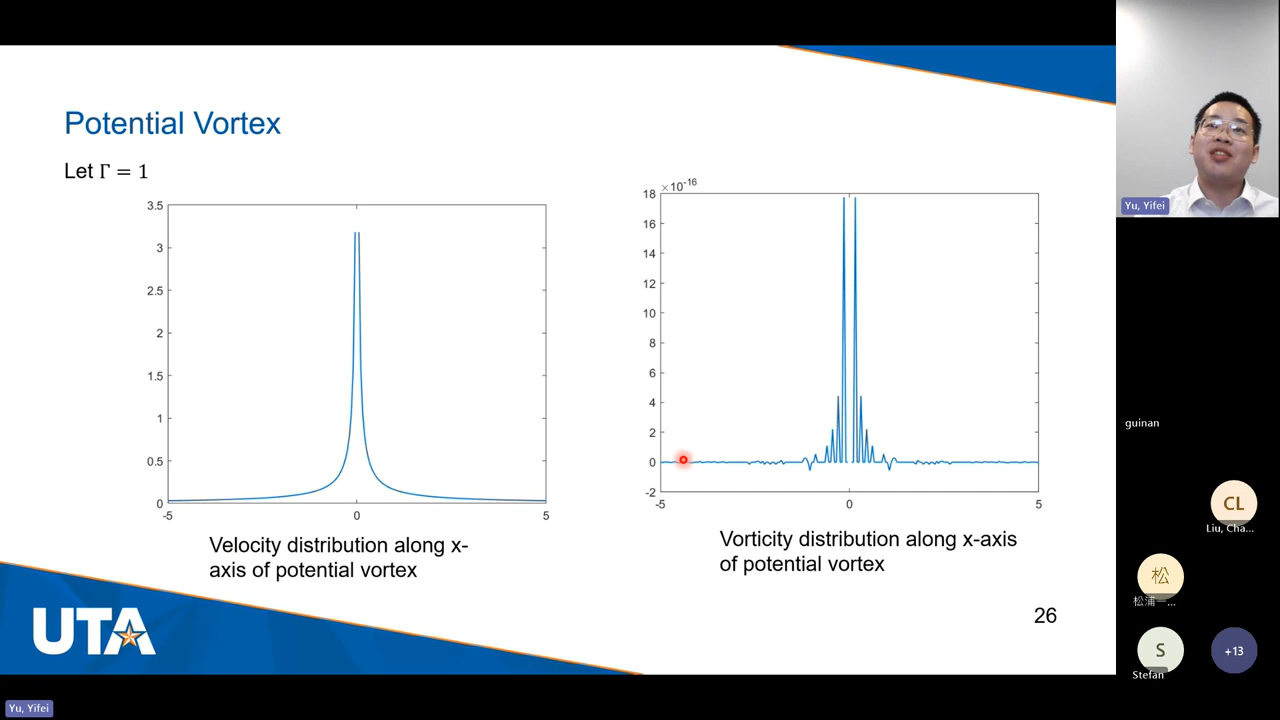 Potential Vortex
Let Γ = 1
3.5
3
2.5
2
1.5
1
0.5
0
-5
0
5
Velocity distribution along x-
axis of potential vortex
×10-16
18
16
14
12
10
8
6
4
2
0
-2
-5
0
5
Vorticity distribution along x-axis
of potential vortex
26
UTA
Yu, Yifei
Yu, Yifei
guinan
CL
Liu, Cha...
松
松浦一...
S
Stefan
+13